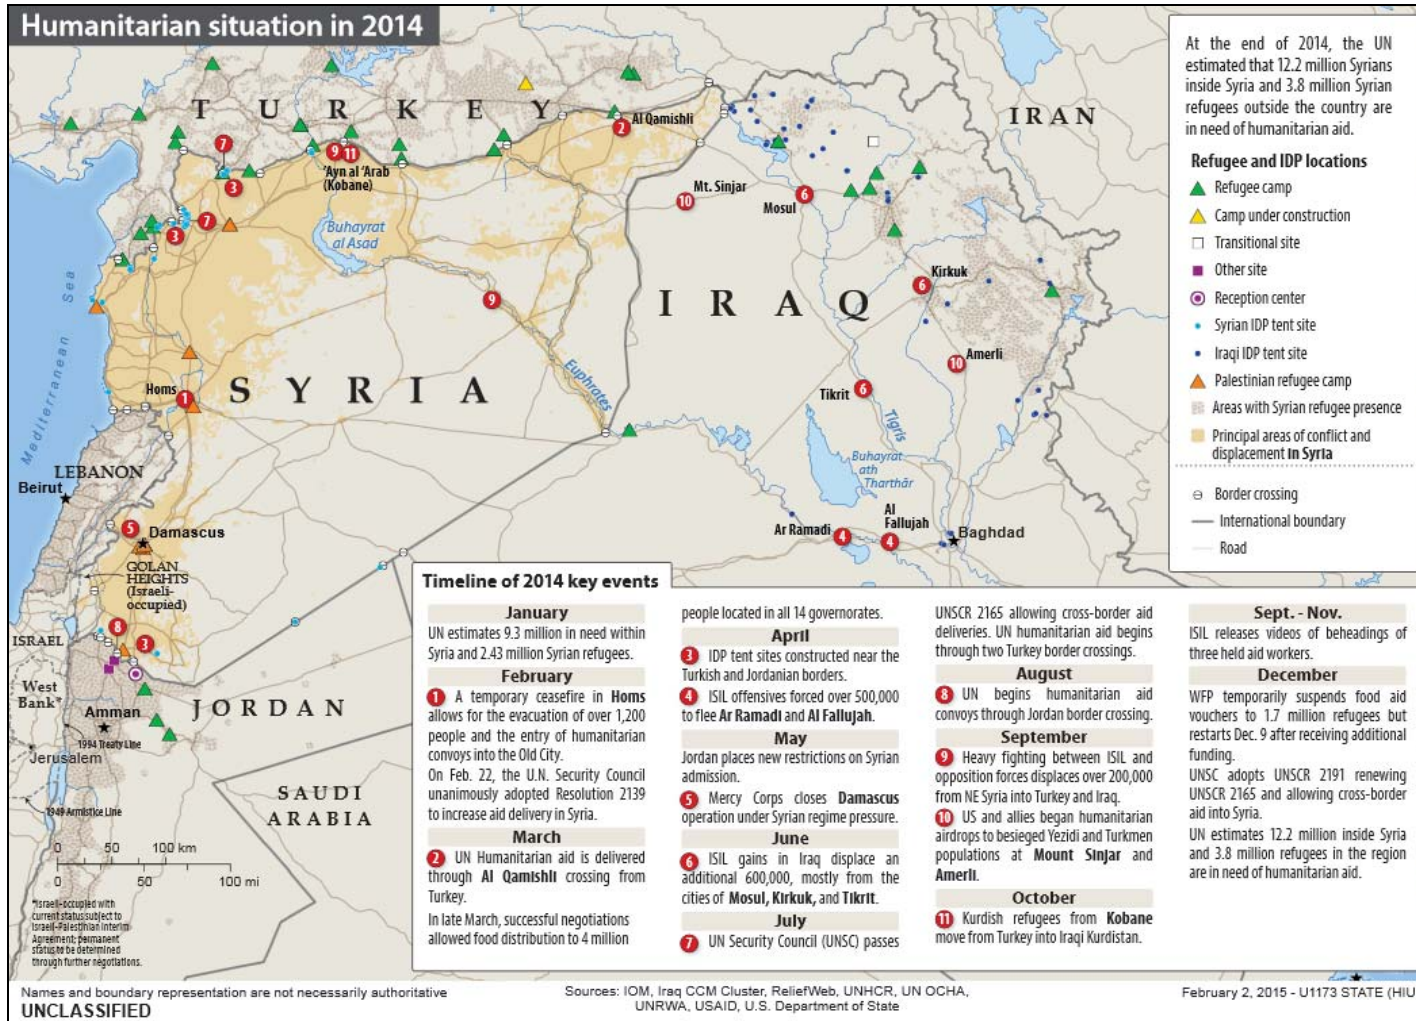 Humanitarian situation in 2014
At the end of 2014, the UN
estimated that 12.2 million Syrians
inside Syria and 3.8 million Syrian
refugees outside the country are
in need of humanitarian aid.
Refugee and IDP locations
Refugee camp
Camp under construction
Transitional site
Other site
Reception center
Syrian IDP tent site
Iraqi IDP tent site
Palestinian refugee camp
Areas with Syrian refugee presence
Principal areas of conflict and
displacement in Syria
Border crossing
International boundary
Road
TURKEY
IRAN
7
2
Al Qamishli
9
11
'Ayn al 'Arab
(Kobane)
3
10
Mt. Sinjar
Mosul
6
7
3
Buhayrat
al Asad
Mediterranean Sea
Kirkuk
6
9
IRAQ
Amerli
10
Euphrates
Homs
1
SYRIA
Tikrit
6
Tigris
Buhayrat
ath
Tharthār
LEBANON
Beirut
5
Damascus
Ar Ramadi
4
Al
Fallujah
4
Baghdad
GOLAN
HEIGHTS
(Israeli-
occupied)
8
3
ISRAEL
West
Bank*
JORDAN
Amman
1994 Treaty Line
Jerusalem
1949 Armistice Line
SAUDI
ARABIA
0 50 100 km
0 50 100 mi
*Israeli-occupied with
current status subject to
Israeli-Palestinian Interim
Agreement; permanent
status to be determined
through further negotiations.
Timeline of 2014 key events
January
UN estimates 9.3 million in need within
Syria and 2.43 million Syrian refugees.
February
1 A temporary ceasefire in Homs
allows for the evacuation of over 1,200
people and the entry of humanitarian
convoys into the Old City.
On Feb. 22, the U.N. Security Council
unanimously adopted Resolution 2139
to increase aid delivery in Syria.
March
2 UN Humanitarian aid is delivered
through Al Qamishli crossing from
Turkey.
In late March, successful negotiations
allowed food distribution to 4 million
people located in all 14 governorates.
April
3 IDP tent sites constructed near the
Turkish and Jordanian borders.
4 ISIL offensives forced over 500,000
to flee Ar Ramadi and Al Fallujah.
May
Jordan places new restrictions on Syrian
admission.
5 Mercy Corps closes Damascus
operation under Syrian regime pressure.
June
6 ISIL gains in Iraq displace an
additional 600,000, mostly from the
cities of Mosul, Kirkuk, and Tikrit.
July
7 UN Security Council (UNSC) passes
UNSCR 2165 allowing cross-border aid
deliveries. UN humanitarian aid begins
through two Turkey border crossings.
August
8 UN begins humanitarian aid
convoys through Jordan border crossing.
September
9 Heavy fighting between ISIL and
opposition forces displaces over 200,000
from NE Syria into Turkey and Iraq.
10 US and allies began humanitarian
airdrops to besieged Yezidi and Turkmen
populations at Mount Sinjar and
Amerli.
October
11 Kurdish refugees from Kobane
move from Turkey into Iraqi Kurdistan.
Sept. - Nov.
ISIL releases videos of beheadings of
three held aid workers.
December
WFP temporarily suspends food aid
vouchers to 1.7 million refugees but
restarts Dec. 9 after receiving additional
funding.
UNSC adopts UNSCR 2191 renewing
UNSCR 2165 and allowing cross-border
aid into Syria.
UN estimates 12.2 million inside Syria
and 3.8 million refugees in the region
are in need of humanitarian aid.
Names and boundary representation are not necessarily authoritative
UNCLASSIFIED
Sources: IOM, Iraq CCM Cluster, ReliefWeb, UNHCR, UN OCHA,
UNRWA, USAID, U.S. Department of State
February 2, 2015 - U1173 STATE (HIU